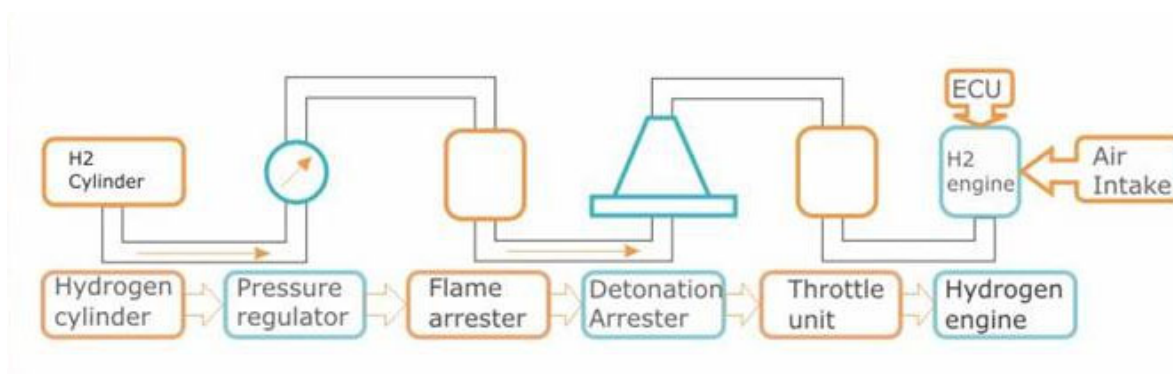 ECU
H2
Cylinder
H2
engine
Air
Intake
Hydrogen
cylinder
Pressure
regulator
Flame
arrester
Detonation
Arrester
Throttle
unit
Hydrogen
engine